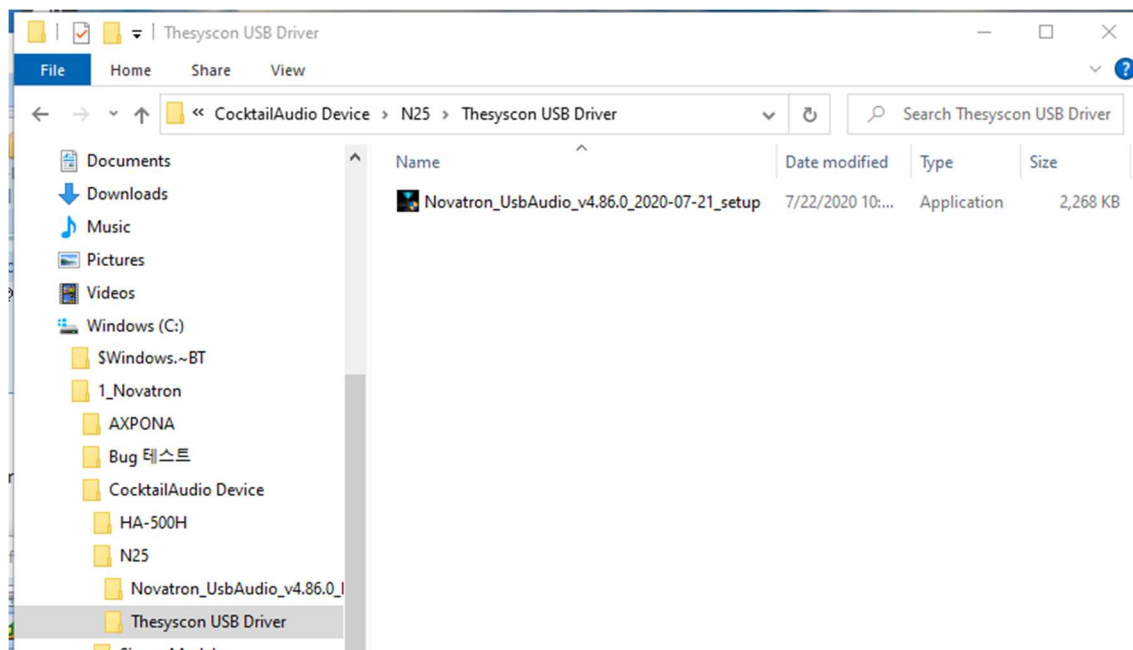 Thesyscon USB Driver
File Home Share View
« CocktailAudio Device › N25 › Thesyscon USB Driver
Search Thesyscon USB Driver
Documents
Downloads
Music
Pictures
Videos
Windows (C:)
$Windows.~BT
1_Novatron
AXPONA
Bug 테스트
CocktailAudio Device
HA-500H
N25
Novatron_UsbAudio_v4.86.0_
Thesyscon USB Driver
Name Date modified Type Size
Novatron_UsbAudio_v4.86.0_2020-07-21_setup 7/22/2020 10:... Application 2,268 KB